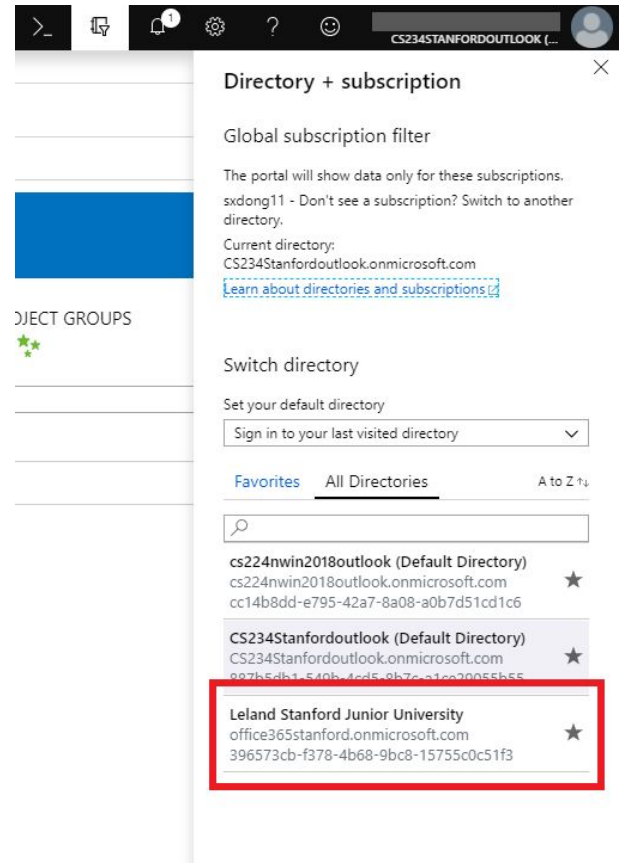 1
CS234STANFORDOUTLOOK (...
Directory + subscription
Global subscription filter
The portal will show data only for these subscriptions.
sxdong11 - Don't see a subscription? Switch to another
directory.
Current directory:
CS234Stanfordoutlook.onmicrosoft.com
Learn about directories and subscriptions
OJECT GROUPS
Switch directory
Set your default directory
Sign in to your last visited directory
Favorites All Directories A to Z
cs224nwin2018outlook (Default Directory)
cs224nwin2018outlook.onmicrosoft.com
cc14b8dd-e795-42a7-8a08-a0b7d51cd1c6
CS234Stanfordoutlook (Default Directory)
CS234Stanfordoutlook.onmicrosoft.com
Leland Stanford Junior University
office365stanford.onmicrosoft.com
396573cb-f378-4b68-9bc8-15755c0c51f3